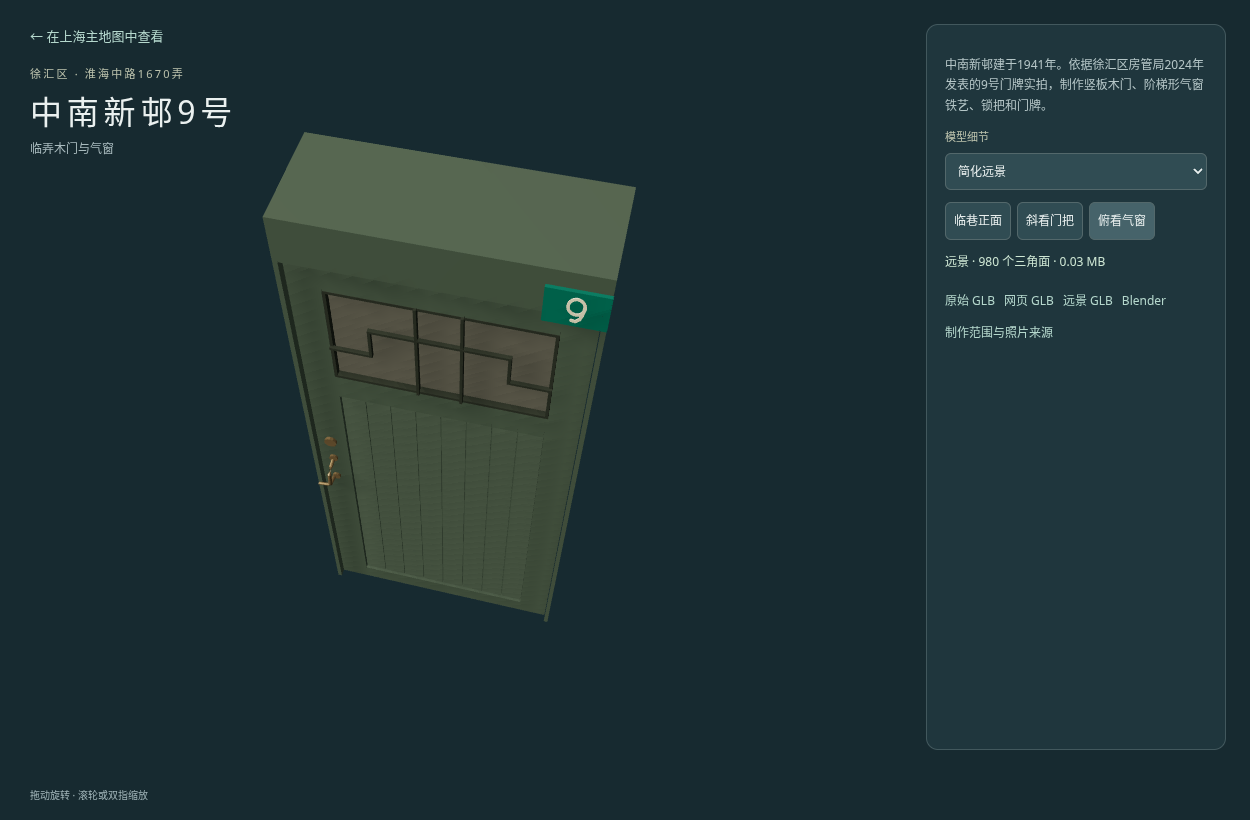 ← 在上海主地图中查看
徐汇区 · 淮海中路1670弄
中南新邨9号
临弄木门与气窗
9
中南新邨建于1941年。依据徐汇区房管局2024年
发表的9号门牌实拍，制作竖板木门、阶梯形气窗
铁艺、锁把和门牌。
模型细节
简化远景
临巷正面 斜看门把 俯看气窗
远景 · 980 个三角面 · 0.03 MB
原始 GLB 网页 GLB 远景 GLB Blender
制作范围与照片来源
拖动旋转 · 滚轮或双指缩放